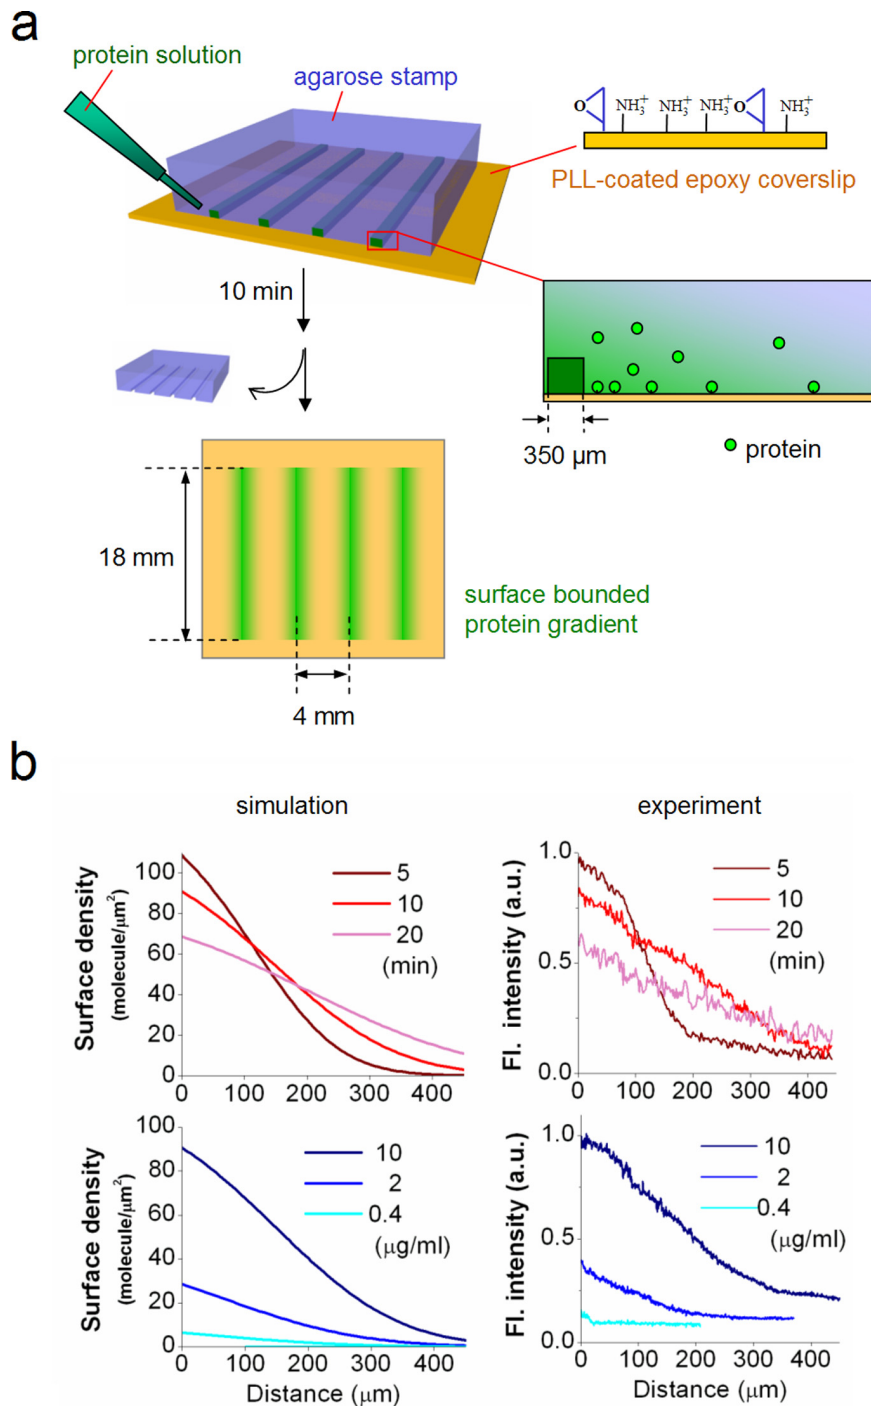 a
protein solution
agarose stamp
O NH3+ NH3+ NH3+ O NH3+
PLL-coated epoxy coverslip
10 min
350 µm
protein
18 mm
surface bounded
protein gradient
4 mm
b
simulation
experiment
Surface density
(molecule/µm²)
100
80
60
40
20
0
0 100 200 300 400
5
10
20
(min)
Fl. intensity (a.u.)
1.0
0.5
0.0
0 100 200 300 400
5
10
20
(min)
Surface density
(molecule/µm²)
100
80
60
40
20
0
0 100 200 300 400
Distance (µm)
10
2
0.4
(µg/ml)
Fl. intensity (a.u.)
1.0
0.5
0.0
0 100 200 300 400
Distance (µm)
10
2
0.4
(µg/ml)